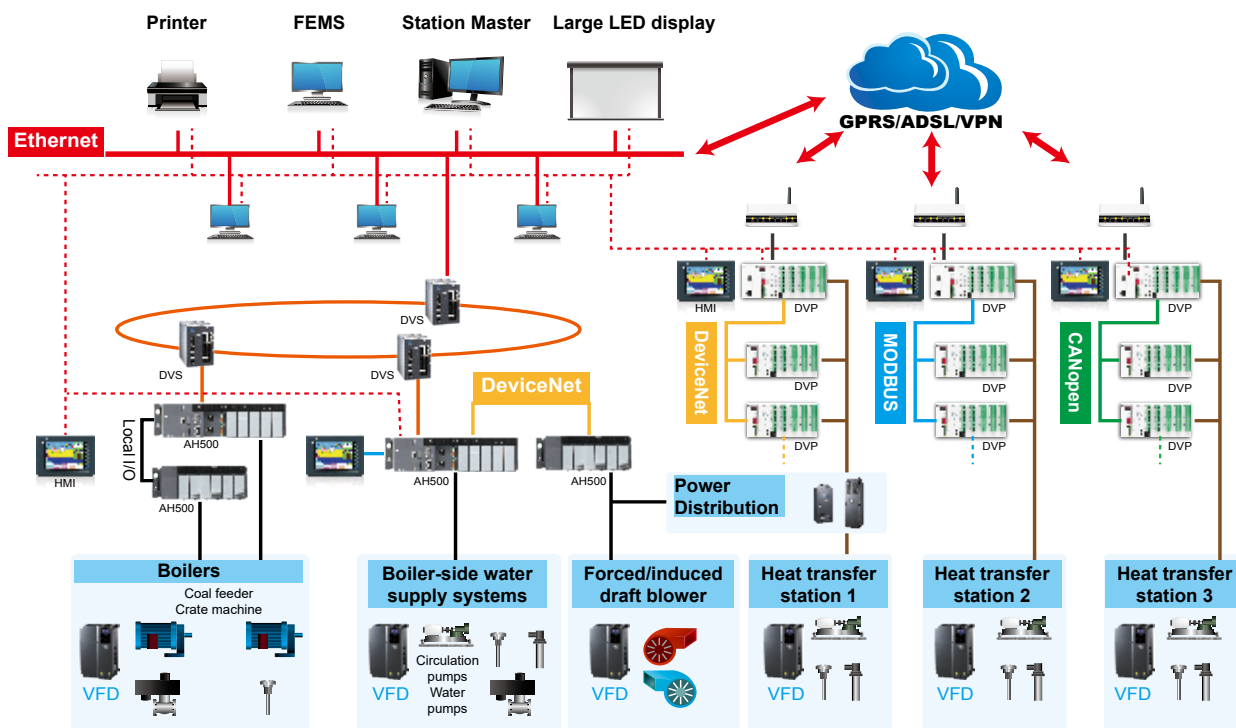 Printer
FEMS
Station Master
Large LED display
GPRS/ADSL/VPN
Ethernet
DVS
DVS
DVS
HMI
DVP
DVP
DVP
DeviceNet
DVP
DVP
DVP
MODBUS
DVP
DVP
DVP
CANopen
DeviceNet
AH500
Local I/O
HMI
AH500
AH500
AH500
Power
Distribution
Boilers
Coal feeder
Crate machine
VFD
Boiler-side water
supply systems
Circulation
pumps
Water
pumps
VFD
Forced/induced
draft blower
VFD
Heat transfer
station 1
VFD
Heat transfer
station 2
VFD
Heat transfer
station 3
VFD